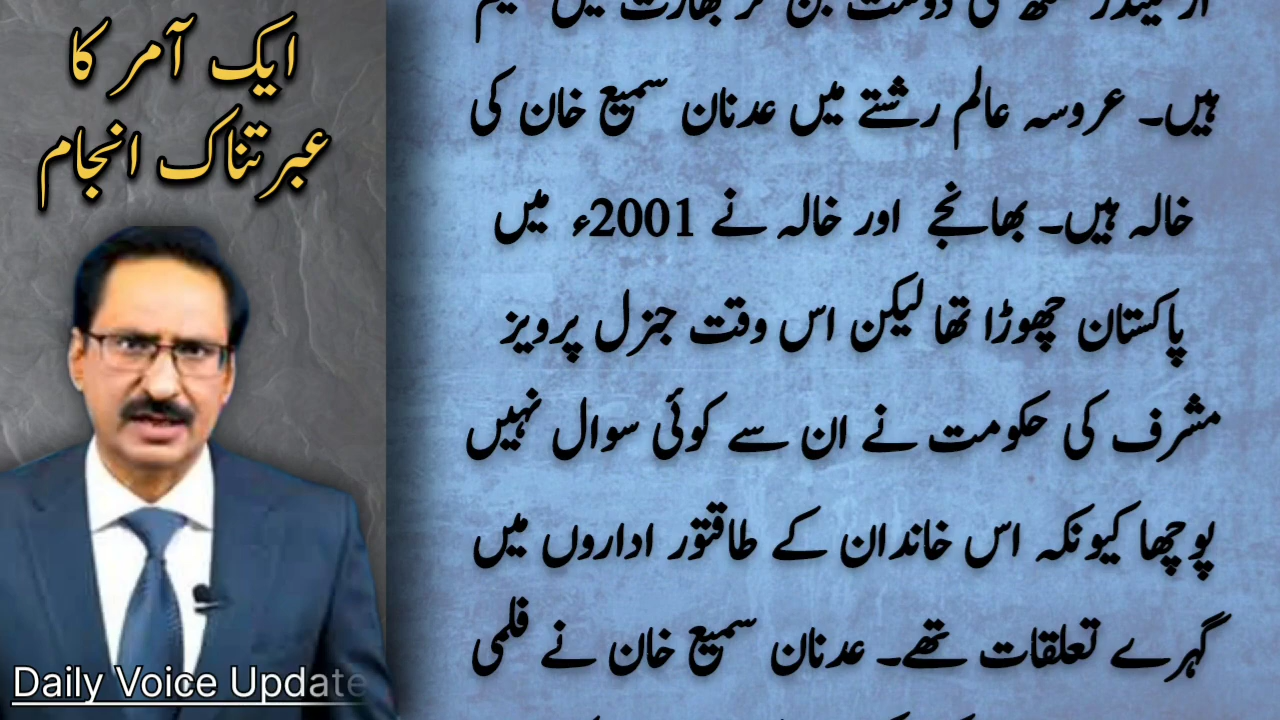 ایک آمر کا
عبرتناک انجام
Daily Voice Update
بھارت میں مقیم
ہیں۔ عروسہ عالم رشتے میں عدنان سمیع خان کی
خالہ ہیں۔ بھانجے اور خالہ نے 2001ء میں
پاکستان چھوڑا تھا لیکن اس وقت جنرل پرویز
مشرف کی حکومت نے ان سے کوئی سوال نہیں
پوچھا کیونکہ اس خاندان کے طاقتور اداروں میں
گہرے تعلقات تھے۔ عدنان سمیع خان نے فلمی